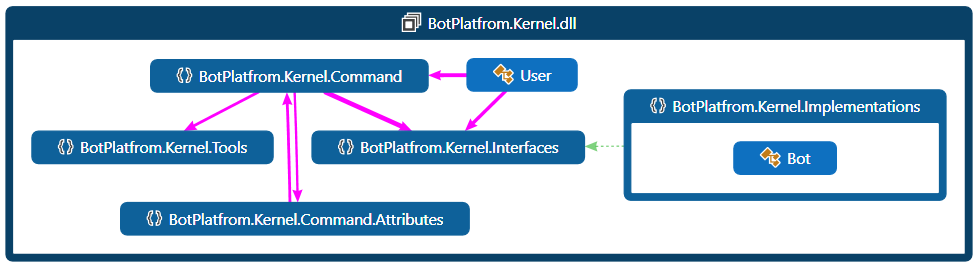 BotPlatfrom.Kernel.dll
BotPlatfrom.Kernel.Command
User
BotPlatfrom.Kernel.Implementations
BotPlatfrom.Kernel.Tools
BotPlatfrom.Kernel.Interfaces
Bot
BotPlatfrom.Kernel.Command.Attributes